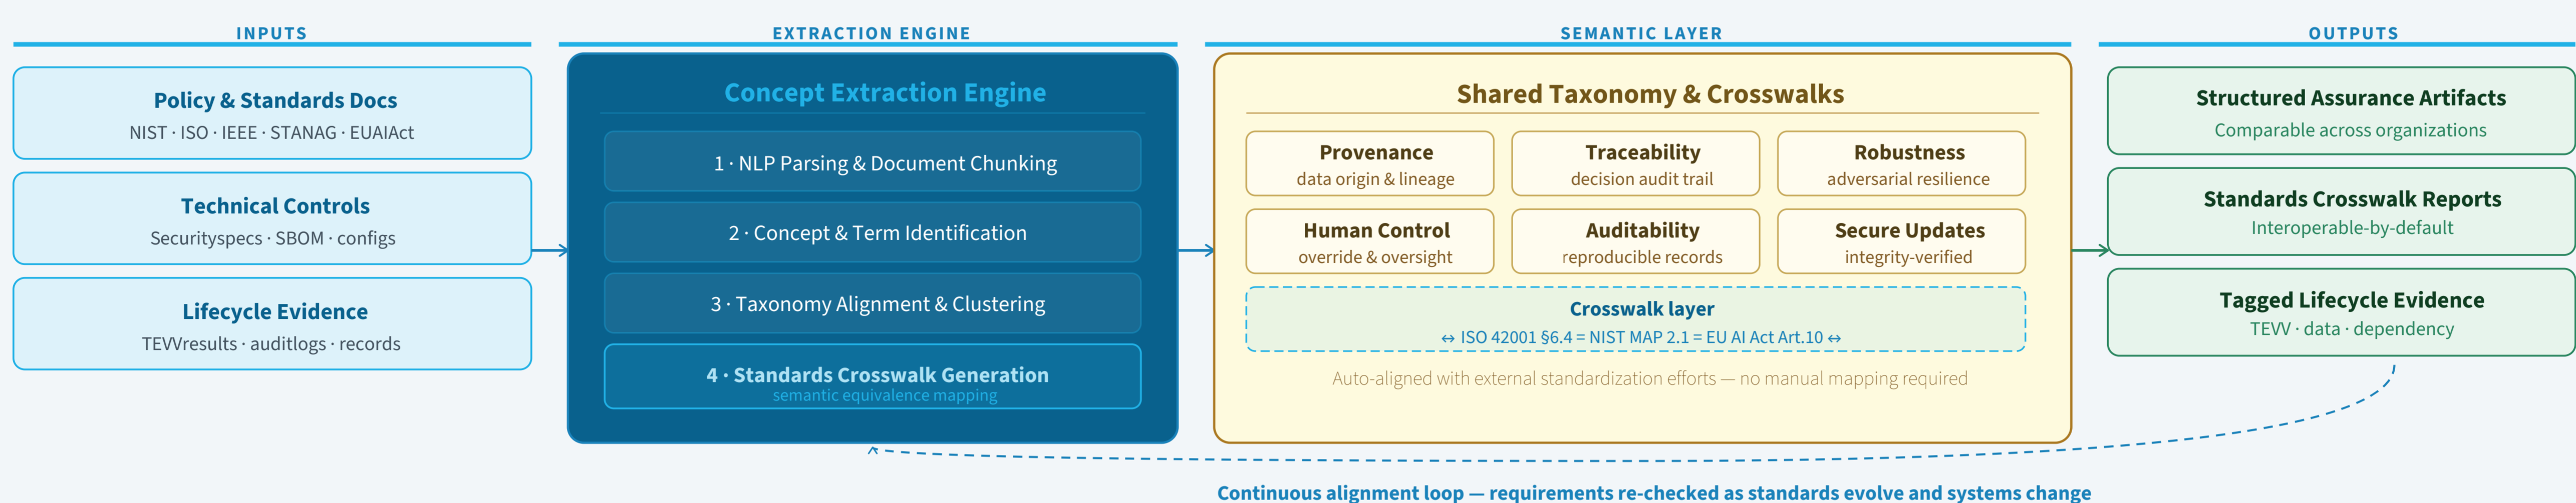 INPUTS
Policy & Standards Docs
NIST · ISO · IEEE · STANAG · EUAIAct
Technical Controls
Securityspecs · SBOM · configs
Lifecycle Evidence
TEVVresults · auditlogs · records
EXTRACTION ENGINE
Concept Extraction Engine
1 · NLP Parsing & Document Chunking
2 · Concept & Term Identification
3 · Taxonomy Alignment & Clustering
4 · Standards Crosswalk Generation
semantic equivalence mapping
SEMANTIC LAYER
Shared Taxonomy & Crosswalks
Provenance
data origin & lineage
Traceability
decision audit trail
Robustness
adversarial resilience
Human Control
override & oversight
Auditability
reproducible records
Secure Updates
integrity-verified
Crosswalk layer
↔ ISO 42001 §6.4 = NIST MAP 2.1 = EU AI Act Art.10 ↔
Auto-aligned with external standardization efforts — no manual mapping required
OUTPUTS
Structured Assurance Artifacts
Comparable across organizations
Standards Crosswalk Reports
Interoperable-by-default
Tagged Lifecycle Evidence
TEVV · data · dependency
Continuous alignment loop — requirements re-checked as standards evolve and systems change